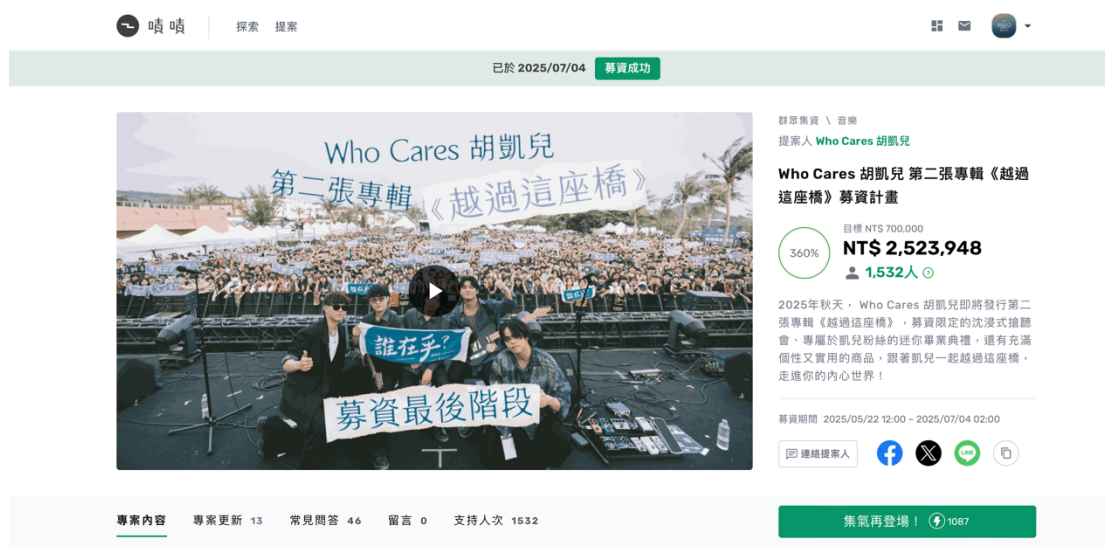 嘖嘖
探索 提案
已於 2025/07/04 募資成功
Who Cares 胡凱兒
第二張專輯《越過這座橋》
誰在乎?
募資最後階段
群眾集資 \ 音樂
提案人 Who Cares 胡凱兒
Who Cares 胡凱兒 第二張專輯《越過
這座橋》募資計畫
360%
目標 NT$ 700,000
NT$ 2,523,948
1,532人
2025年秋天， Who Cares 胡凱兒即將發行第二
張專輯《越過這座橋》，募資限定的沈浸式搶聽
會、專屬於凱兒粉絲的迷你畢業典禮，還有充滿
個性又實用的商品，跟著凱兒一起越過這座橋，
走進你的內心世界！
募資期間 2025/05/22 12:00 – 2025/07/04 02:00
連絡提案人
LINE
專案內容 專案更新 13 常見問答 46 留言 0 支持人次 1532
集氣再登場！ 1087